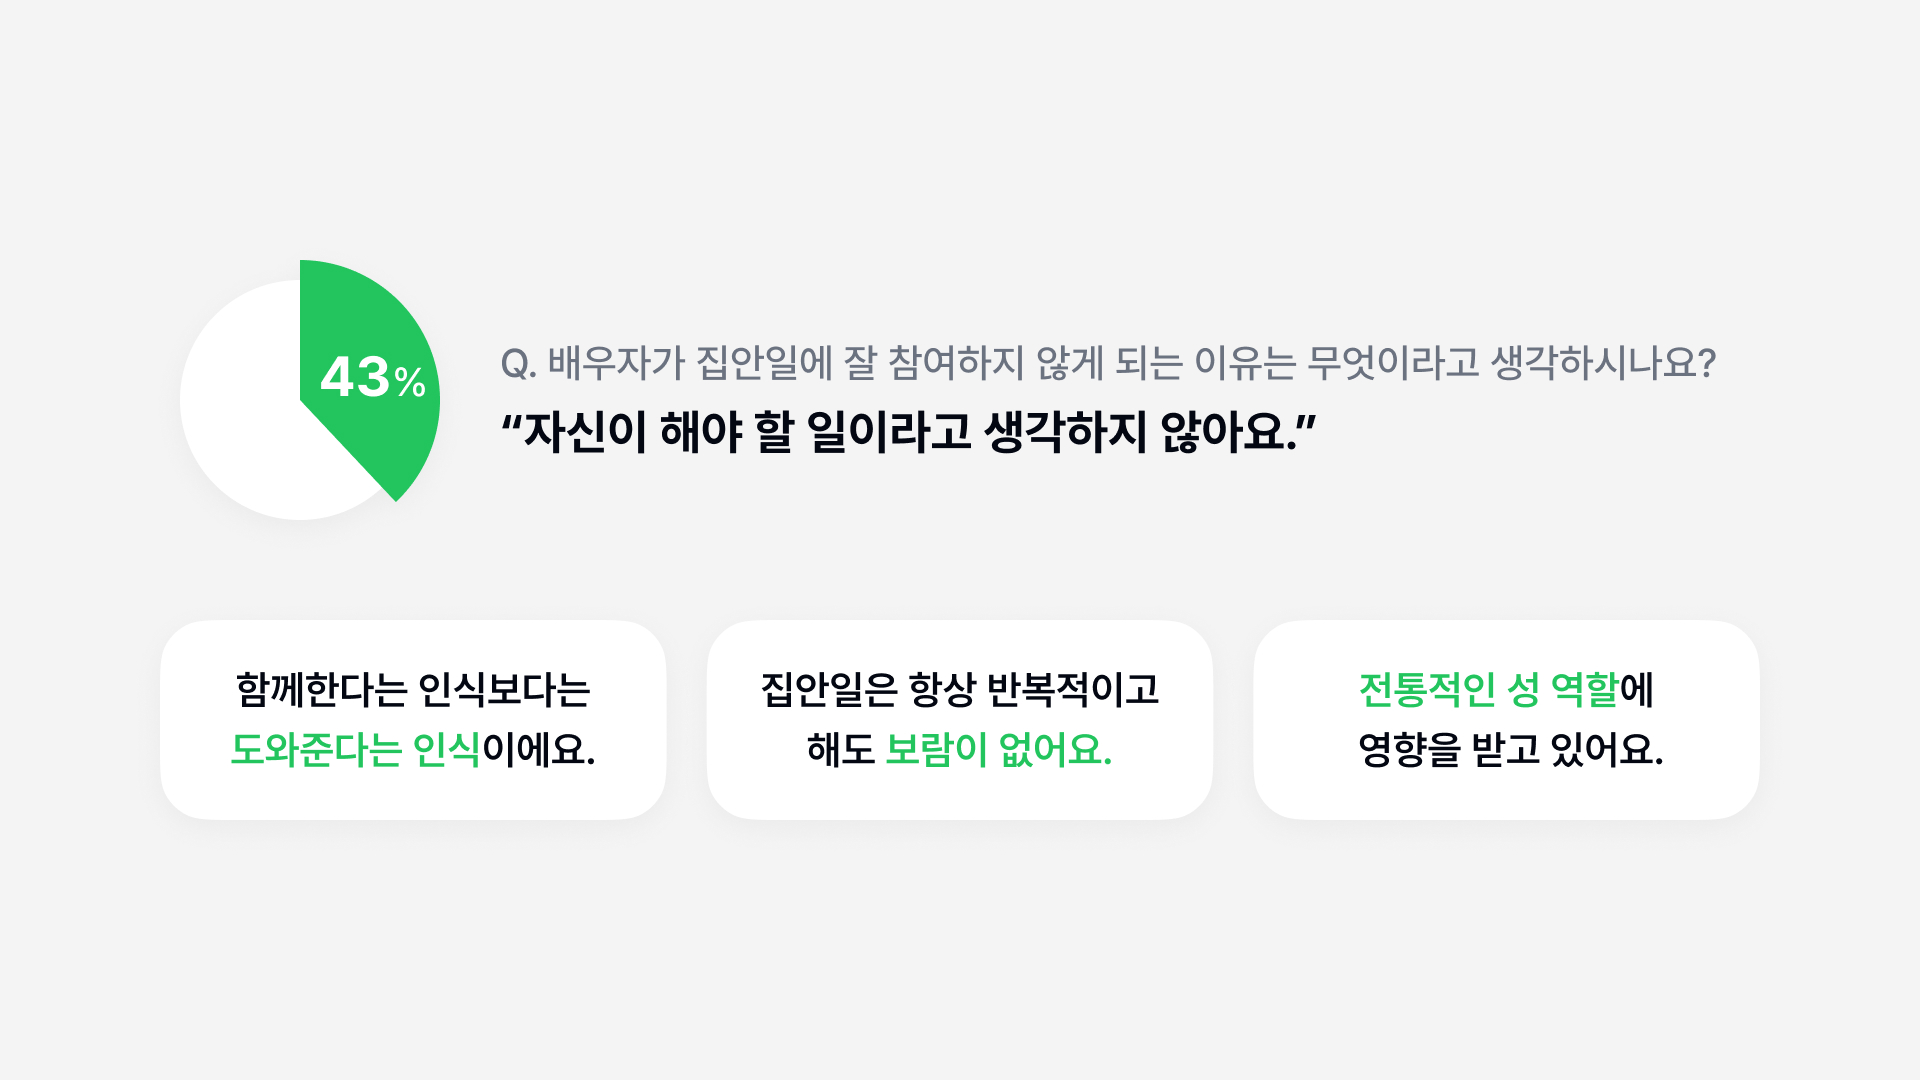 43%
Q. 배우자가 집안일에 잘 참여하지 않게 되는 이유는 무엇이라고 생각하시나요?
“자신이 해야 할 일이라고 생각하지 않아요.”
함께한다는 인식보다는
도와준다는 인식이에요.
집안일은 항상 반복적이고
해도 보람이 없어요.
전통적인 성 역할에
영향을 받고 있어요.